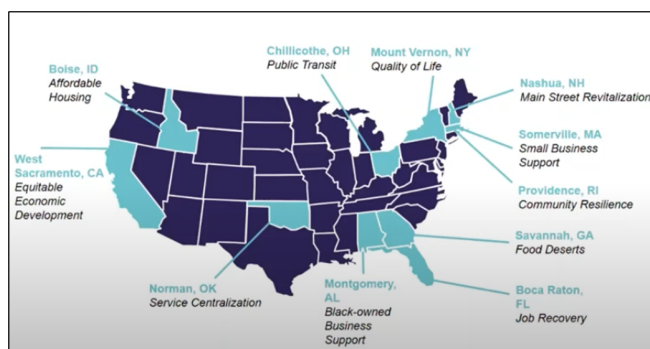 Chillicothe, OH
Public Transit
Mount Vernon, NY
Quality of Life
Boise, ID
Affordable
Housing
Nashua, NH
Main Street Revitalization
Somerville, MA
Small Business
Support
West
Sacramento, CA
Equitable
Economic
Development
Providence, RI
Community Resilience
Savannah, GA
Food Deserts
Norman, OK
Service Centralization
Montgomery,
AL
Black-owned
Business
Support
Boca Raton,
FL
Job Recovery